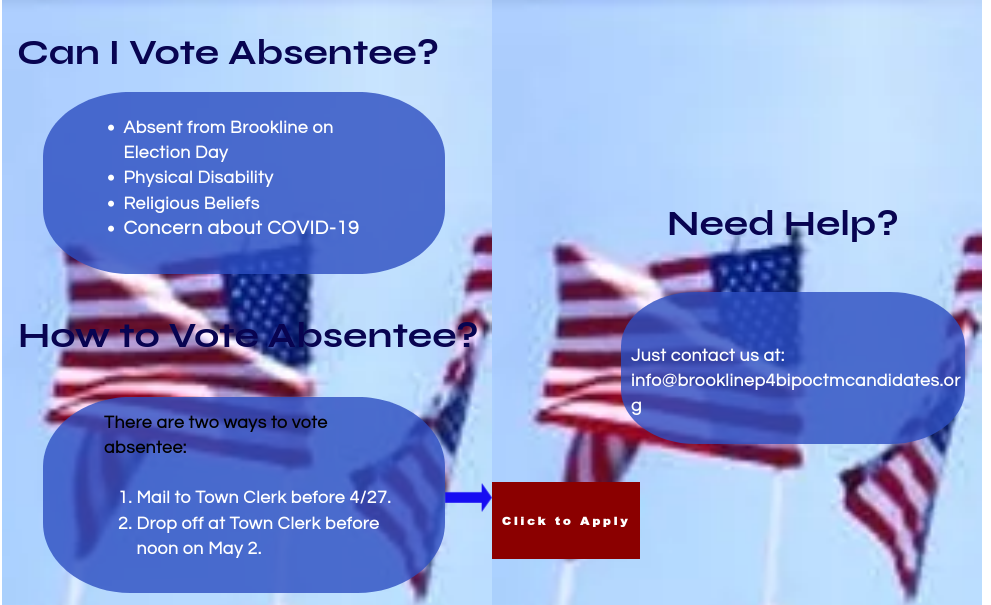 Can I Vote Absentee?
• Absent from Brookline on
Election Day
• Physical Disability
• Religious Beliefs
• Concern about COVID-19
How to Vote Absentee?
There are two ways to vote
absentee:
1. Mail to Town Clerk before 4/27.
2. Drop off at Town Clerk before
noon on May 2.
Need Help?
Just contact us at:
info@brooklinep4bipoctmcandidates.or
g
Click to Apply